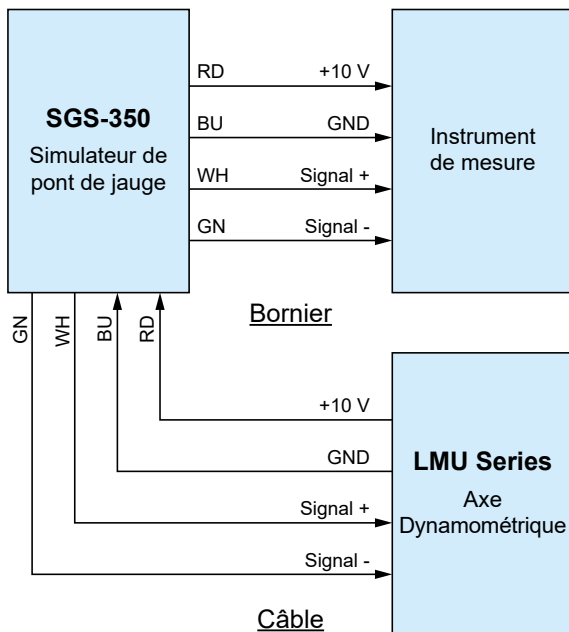 SGS-350
Simulateur de
pont de jauge
RD
+10 V
BU
GND
WH
Signal +
GN
Signal -
Instrument
de mesure
Bornier
GN
WH
BU
RD
+10 V
GND
Signal +
Signal -
LMU Series
Axe
Dynamométrique
Câble